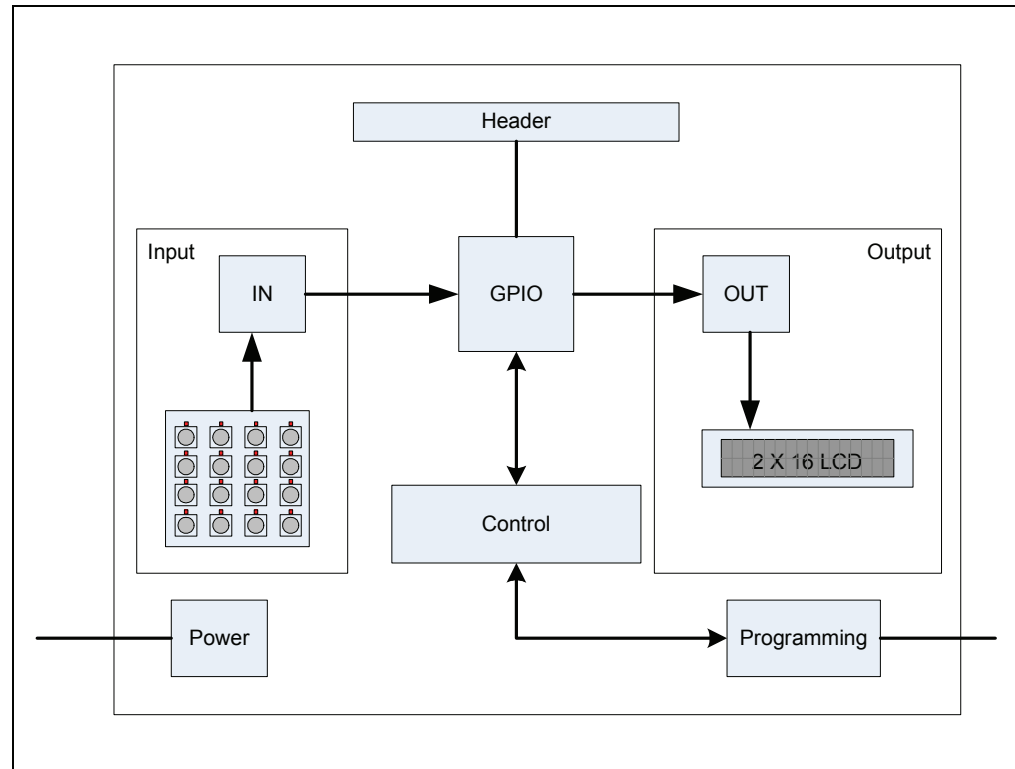 Header
Input
IN
GPIO
OUT
Output
2 X 16 LCD
Control
Power
Programming